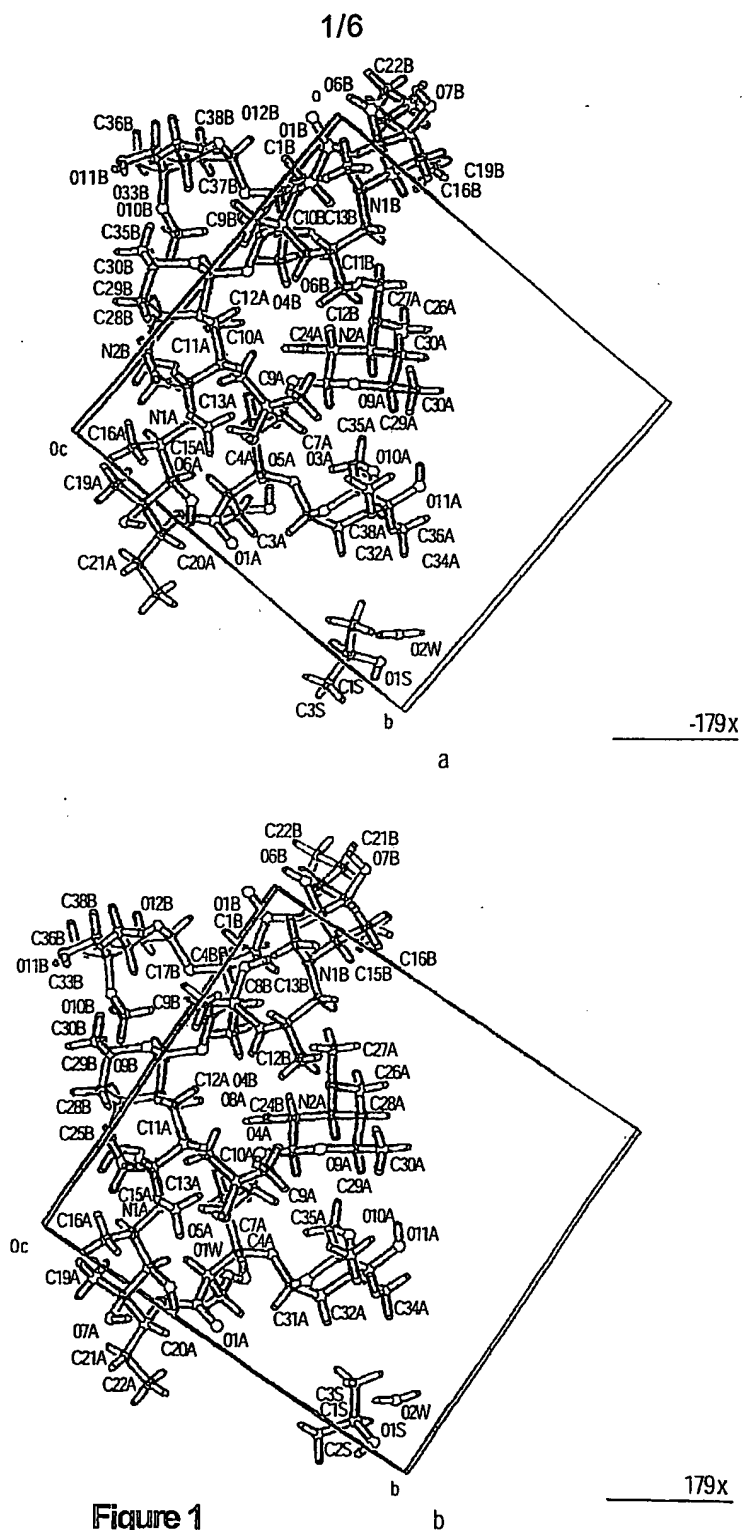 1/6
C22B
O6B
O7B
a
O12B
C38B
O1B
C36B
C1B
C19B
O11B
C16B
O33B
C37B
N1B
O10B
C9B
C10B
C13B
C35B
O6B
C11B
C30B
C12A
O4B
C12B
C27A
C29B
C26A
C28B
C10A
C24A
N2A
C30A
N2B
C11A
C9A
O9A
C30A
C13A
C29A
N1A
C35A
0c
C16A
C7A
C15A
C4A
O5A
O3A
O10A
O6A
C19A
O11A
C3A
C38A
C36A
O1A
C32A
C21A
C20A
C34A
O2W
O1S
C1S
C3S
b
-179x
a
C22B
C21B
O6B
O7B
C38B
O12B
O1B
C1B
C36B
C4BB
C16B
O11B
N1B
C15B
C33B
C17B
C8B
C13B
O10B
C9B
C30B
C29B
O9B
C12B
C27A
C12A
O4B
C26A
C28B
O8A
C24B
N2A
C28A
C25B
C11A
O4A
C10A
O9A
C30A
C15A
C13A
C9A
C29A
N1A
C35A
O10A
C16A
O5A
C7A
O11A
0c
O1W
C4A
C19A
C31A
C32A
C34A
O7A
O1A
C21A
C20A
C22A
C3S
C1S
O2W
O1S
C2S
b
179x
Figure 1
b